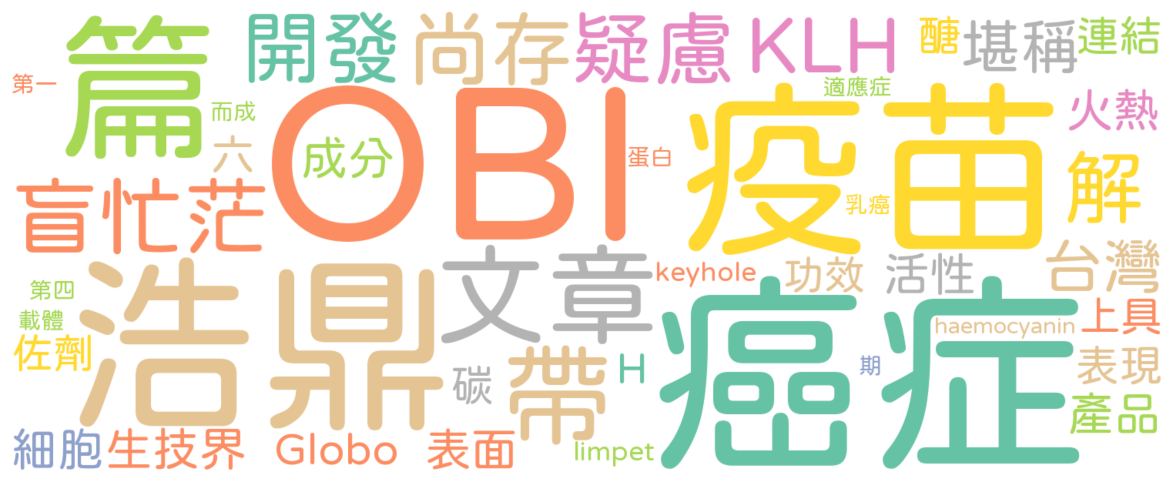 篇
開發
尚存
疑慮
KLH
醣
堪稱
連結
第一
而成
六
成分
OBI
蛋白
疫苗
適應症
火熱
乳癌
解
盲忙茫
浩鼎
文章
keyhole
功效
活性
台灣
第四
載體
佐劑
癌症
haemocyanin
上具
碳
帶
H
期
表現
產品
細胞
生技界
Globo
表面
limpet